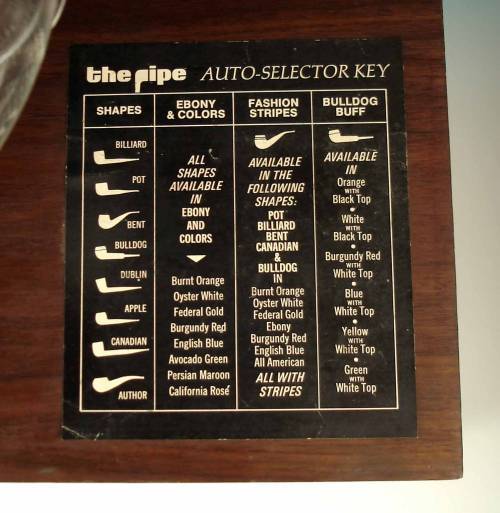 the pipe AUTO-SELECTOR KEY
SHAPES
BILLIARD
POT
BENT
BULLDOG
DUBLIN
APPLE
CANADIAN
AUTHOR
EBONY
& COLORS
ALL
SHAPES
AVAILABLE
IN
EBONY
AND
COLORS
Burnt Orange
Oyster White
Federal Gold
Burgundy Red
English Blue
Avocado Green
Persian Maroon
California Rosé
FASHION
STRIPES
AVAILABLE
IN THE
FOLLOWING
SHAPES:
POT
BILLIARD
BENT
CANADIAN
&
BULLDOG
IN
Burnt Orange
Oyster White
Federal Gold
Ebony
Burgundy Red
English Blue
All American
ALL WITH
STRIPES
BULLDOG
BUFF
AVAILABLE
IN
Orange
WITH
Black Top
•
White
WITH
Black Top
•
Burgundy Red
WITH
White Top
•
Blue
WITH
White Top
•
Yellow
WITH
White Top
•
Green
WITH
White Top